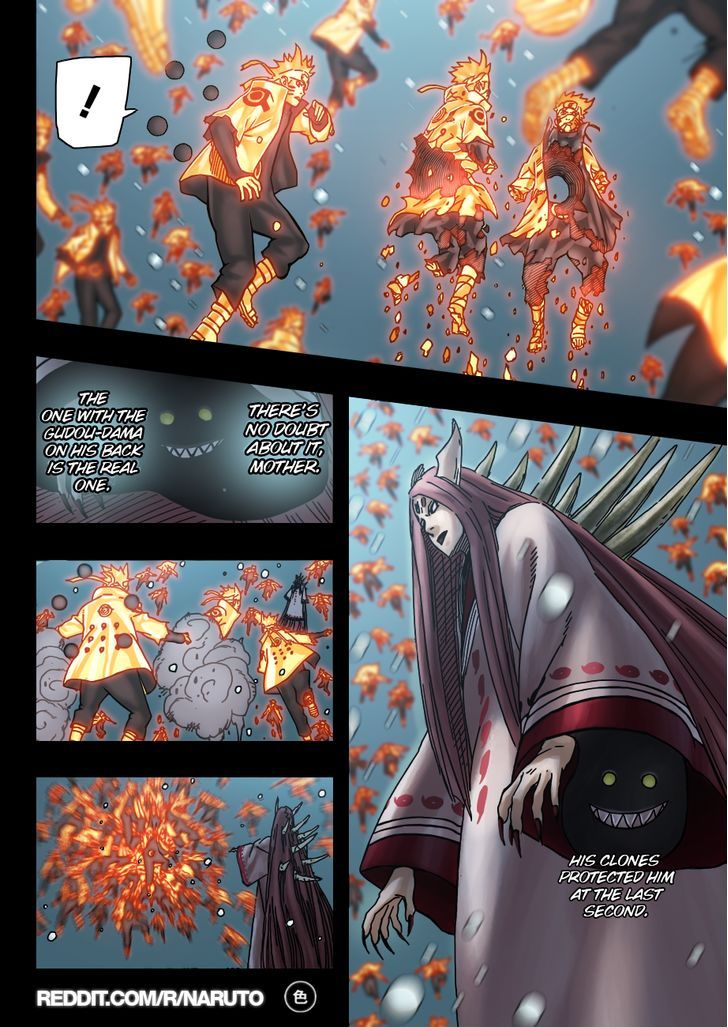 !
THERE'S
NO DOUBT
ABOUT IT,
MOTHER.
THE
ONE WITH THE
GUDOU-DAMA
ON HIS BACK
IS THE REAL
ONE.
HIS CLONES
PROTECTED HIM
AT THE LAST
SECOND.
REDDIT.COM/R/NARUTO 色